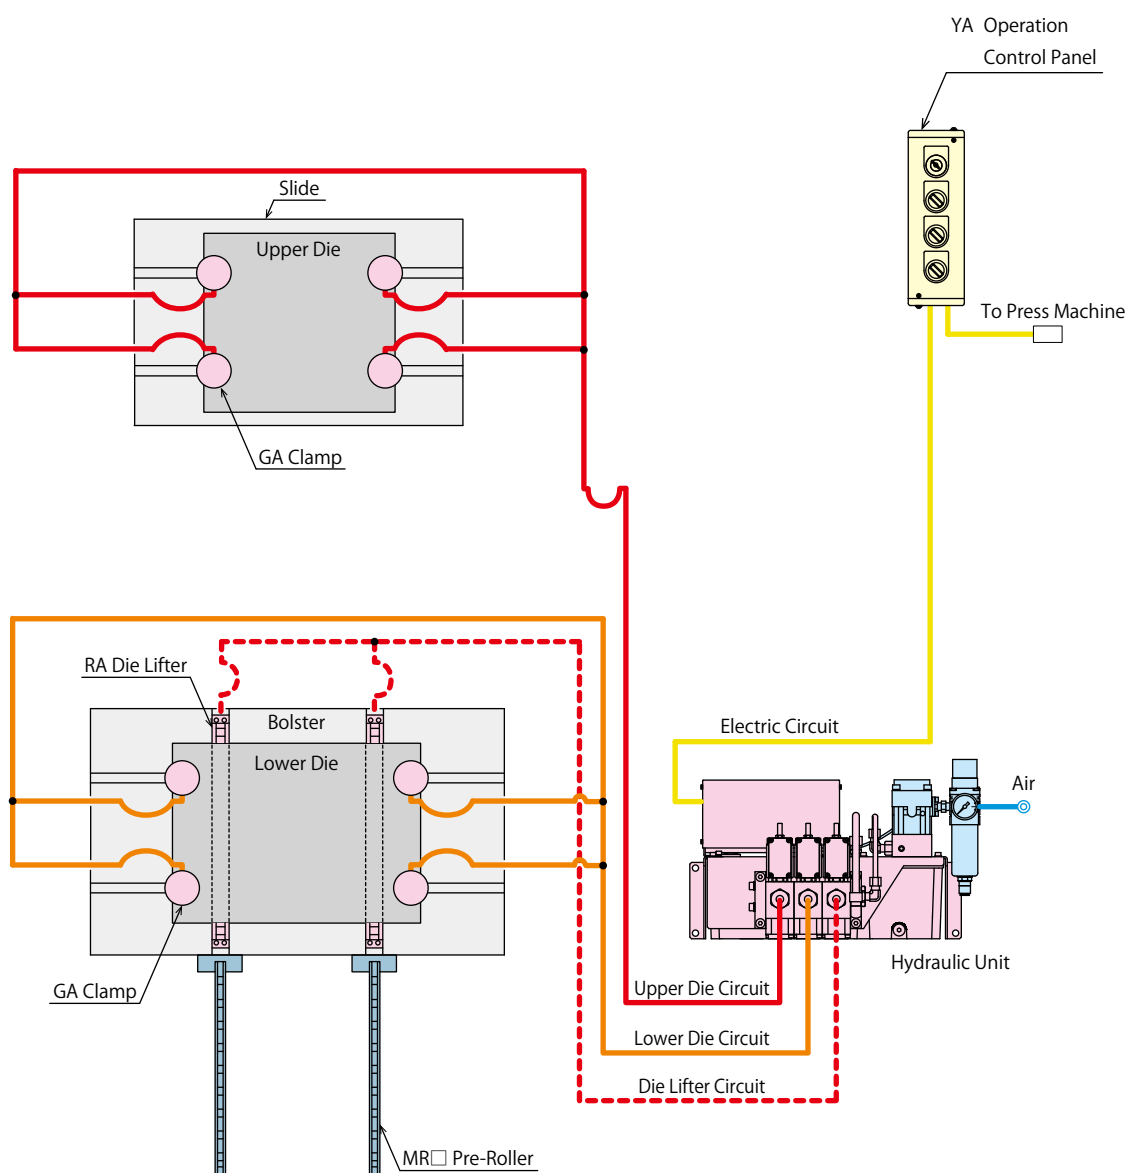 YA Operation
Control Panel
Slide
Upper Die
To Press Machine
GA Clamp
RA Die Lifter
Bolster
Electric Circuit
Lower Die
Air
Hydraulic Unit
GA Clamp
Upper Die Circuit
Lower Die Circuit
Die Lifter Circuit
MR□ Pre-Roller